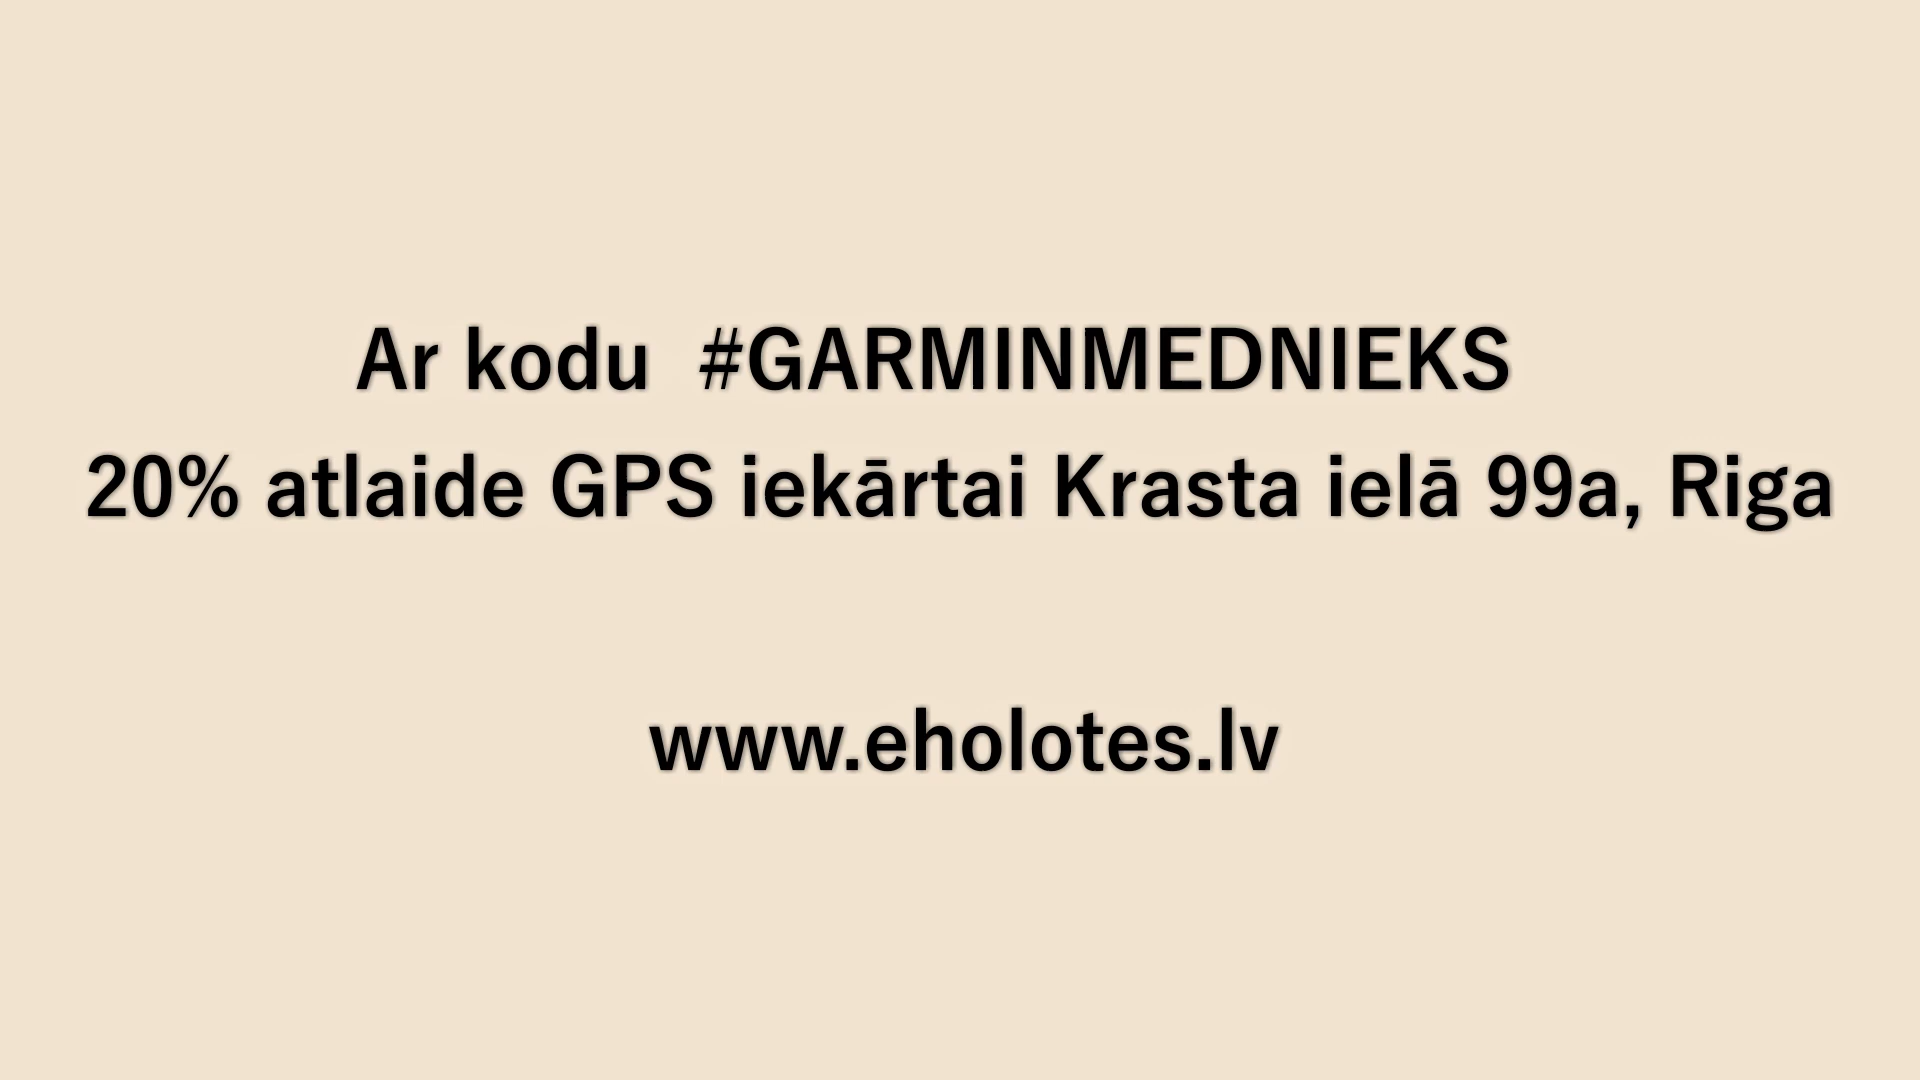 Ar kodu #GARMINMEDNIEKS
20% atlaide GPS iekārtai Krasta ielā 99a, Riga
www.eholotes.lv